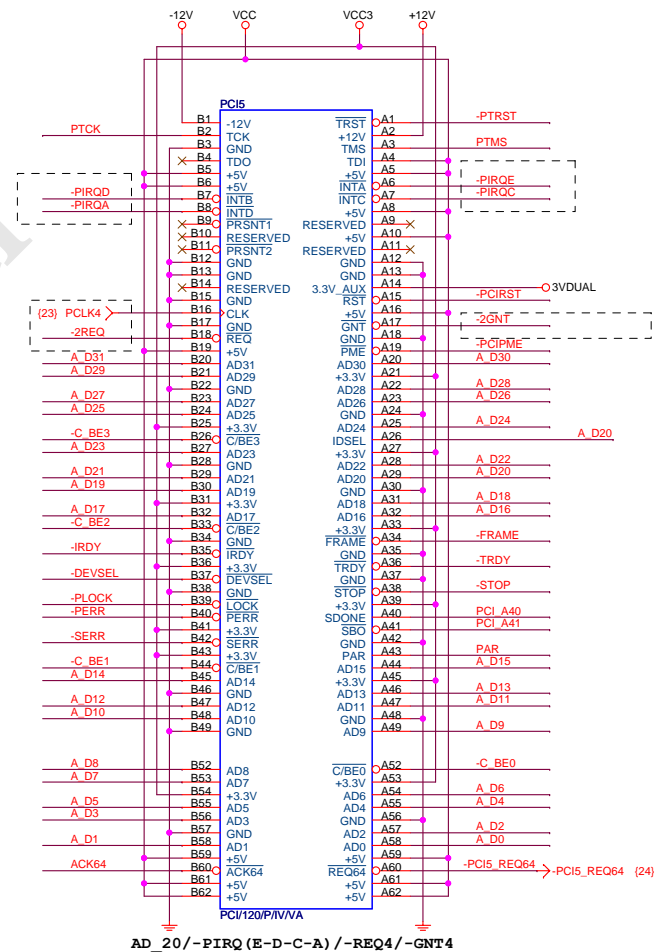 -12V VCC VCC3 +12V
PCI5
B1 -12V TRST A1 -PTRST
PTCK B2 TCK +12V A2
B3 GND TMS A3 PTMS
B4 TDO TDI A4
B5 +5V +5V A5
B6 +5V INTA A6 -PIRQE
-PIRQD B7 INTB INTC A7 -PIRQC
-PIRQA B8 INTD +5V A8
B9 PRSNT1 RESERVED A9
B10 RESERVED +5V A10
B11 PRSNT2 RESERVED A11
B12 GND GND A12
B13 GND GND A13
B14 RESERVED 3.3V_AUX A14 3VDUAL
B15 GND RST A15 -PCIRST
{23} PCLK4 B16 CLK +5V A16
B17 GND GNT A17 -2GNT
-2REQ B18 REQ GND A18
B19 +5V PME A19 -PCIPME
A_D31 B20 AD31 AD30 A20 A_D30
A_D29 B21 AD29 +3.3V A21
B22 GND AD28 A22 A_D28
A_D27 B23 AD27 AD26 A23 A_D26
A_D25 B24 AD25 GND A24
B25 +3.3V AD24 A25 A_D24
-C_BE3 B26 C/BE3 IDSEL A26 A_D20
A_D23 B27 AD23 +3.3V A27
B28 GND AD22 A28 A_D22
A_D21 B29 AD21 AD20 A29 A_D20
A_D19 B30 AD19 GND A30
B31 +3.3V AD18 A31 A_D18
A_D17 B32 AD17 AD16 A32 A_D16
-C_BE2 B33 C/BE2 +3.3V A33
B34 GND FRAME A34 -FRAME
-IRDY B35 IRDY GND A35
B36 +3.3V TRDY A36 -TRDY
-DEVSEL B37 DEVSEL GND A37
B38 GND STOP A38 -STOP
-PLOCK B39 LOCK +3.3V A39
-PERR B40 PERR SDONE A40 PCI_A40
B41 +3.3V SBO A41 PCI_A41
-SERR B42 SERR GND A42
B43 +3.3V PAR A43 PAR
-C_BE1 B44 C/BE1 AD15 A44 A_D15
A_D14 B45 AD14 +3.3V A45
B46 GND AD13 A46 A_D13
A_D12 B47 AD12 AD11 A47 A_D11
A_D10 B48 AD10 GND A48
B49 GND AD9 A49 A_D9
A_D8 B52 AD8 C/BE0 A52 -C_BE0
A_D7 B53 AD7 +3.3V A53
B54 +3.3V AD6 A54 A_D6
A_D5 B55 AD5 AD4 A55 A_D4
A_D3 B56 AD3 GND A56
B57 GND AD2 A57 A_D2
A_D1 B58 AD1 AD0 A58 A_D0
B59 +5V +5V A59
ACK64 B60 ACK64 REQ64 A60 -PCI5_REQ64 -PCI5_REQ64 {24}
B61 +5V +5V A61
B62 +5V +5V A62
PCI/120/P/IV/VA
AD_20/-PIRQ(E-D-C-A)/-REQ4/-GNT4